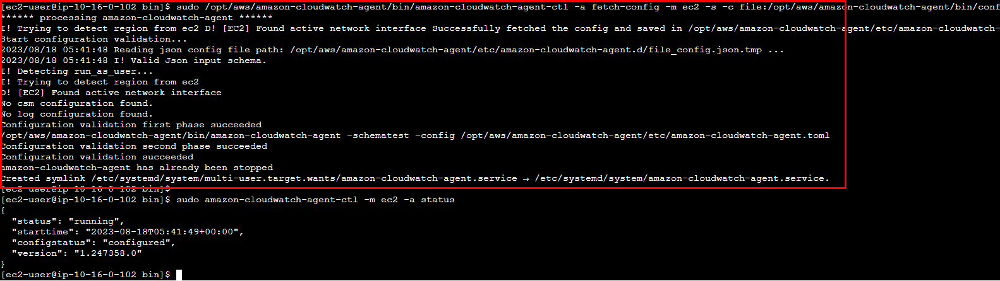 [ec2-user@ip-10-16-0-102 bin]$ sudo /opt/aws/amazon-cloudwatch-agent/bin/amazon-cloudwatch-agent-ctl -a fetch-config -m ec2 -s -c file:/opt/aws/amazon-cloudwatch-agent/bin/conf
****** processing amazon-cloudwatch-agent ******
I! Trying to detect region from ec2 D! [EC2] Found active network interface Successfully fetched the config and saved in /opt/aws/amazon-cloudwatch-agent/etc/amazon-cloudwatch-
Start configuration validation...
2023/08/18 05:41:48 Reading json config file path: /opt/aws/amazon-cloudwatch-agent/etc/amazon-cloudwatch-agent.d/file_config.json.tmp ...
2023/08/18 05:41:48 I! Valid Json input schema.
I! Detecting run_as_user...
I! Trying to detect region from ec2
D! [EC2] Found active network interface
No csm configuration found.
No log configuration found.
Configuration validation first phase succeeded
/opt/aws/amazon-cloudwatch-agent/bin/amazon-cloudwatch-agent -schematest -config /opt/aws/amazon-cloudwatch-agent/etc/amazon-cloudwatch-agent.toml
Configuration validation second phase succeeded
Configuration validation succeeded
amazon-cloudwatch-agent has already been stopped
Created symlink /etc/systemd/system/multi-user.target.wants/amazon-cloudwatch-agent.service → /etc/systemd/system/amazon-cloudwatch-agent.service.
[ec2-user@ip-10-16-0-102 bin]$
[ec2-user@ip-10-16-0-102 bin]$ sudo amazon-cloudwatch-agent-ctl -m ec2 -a status
{
  "status": "running",
  "starttime": "2023-08-18T05:41:49+00:00",
  "configstatus": "configured",
  "version": "1.247358.0"
}
[ec2-user@ip-10-16-0-102 bin]$